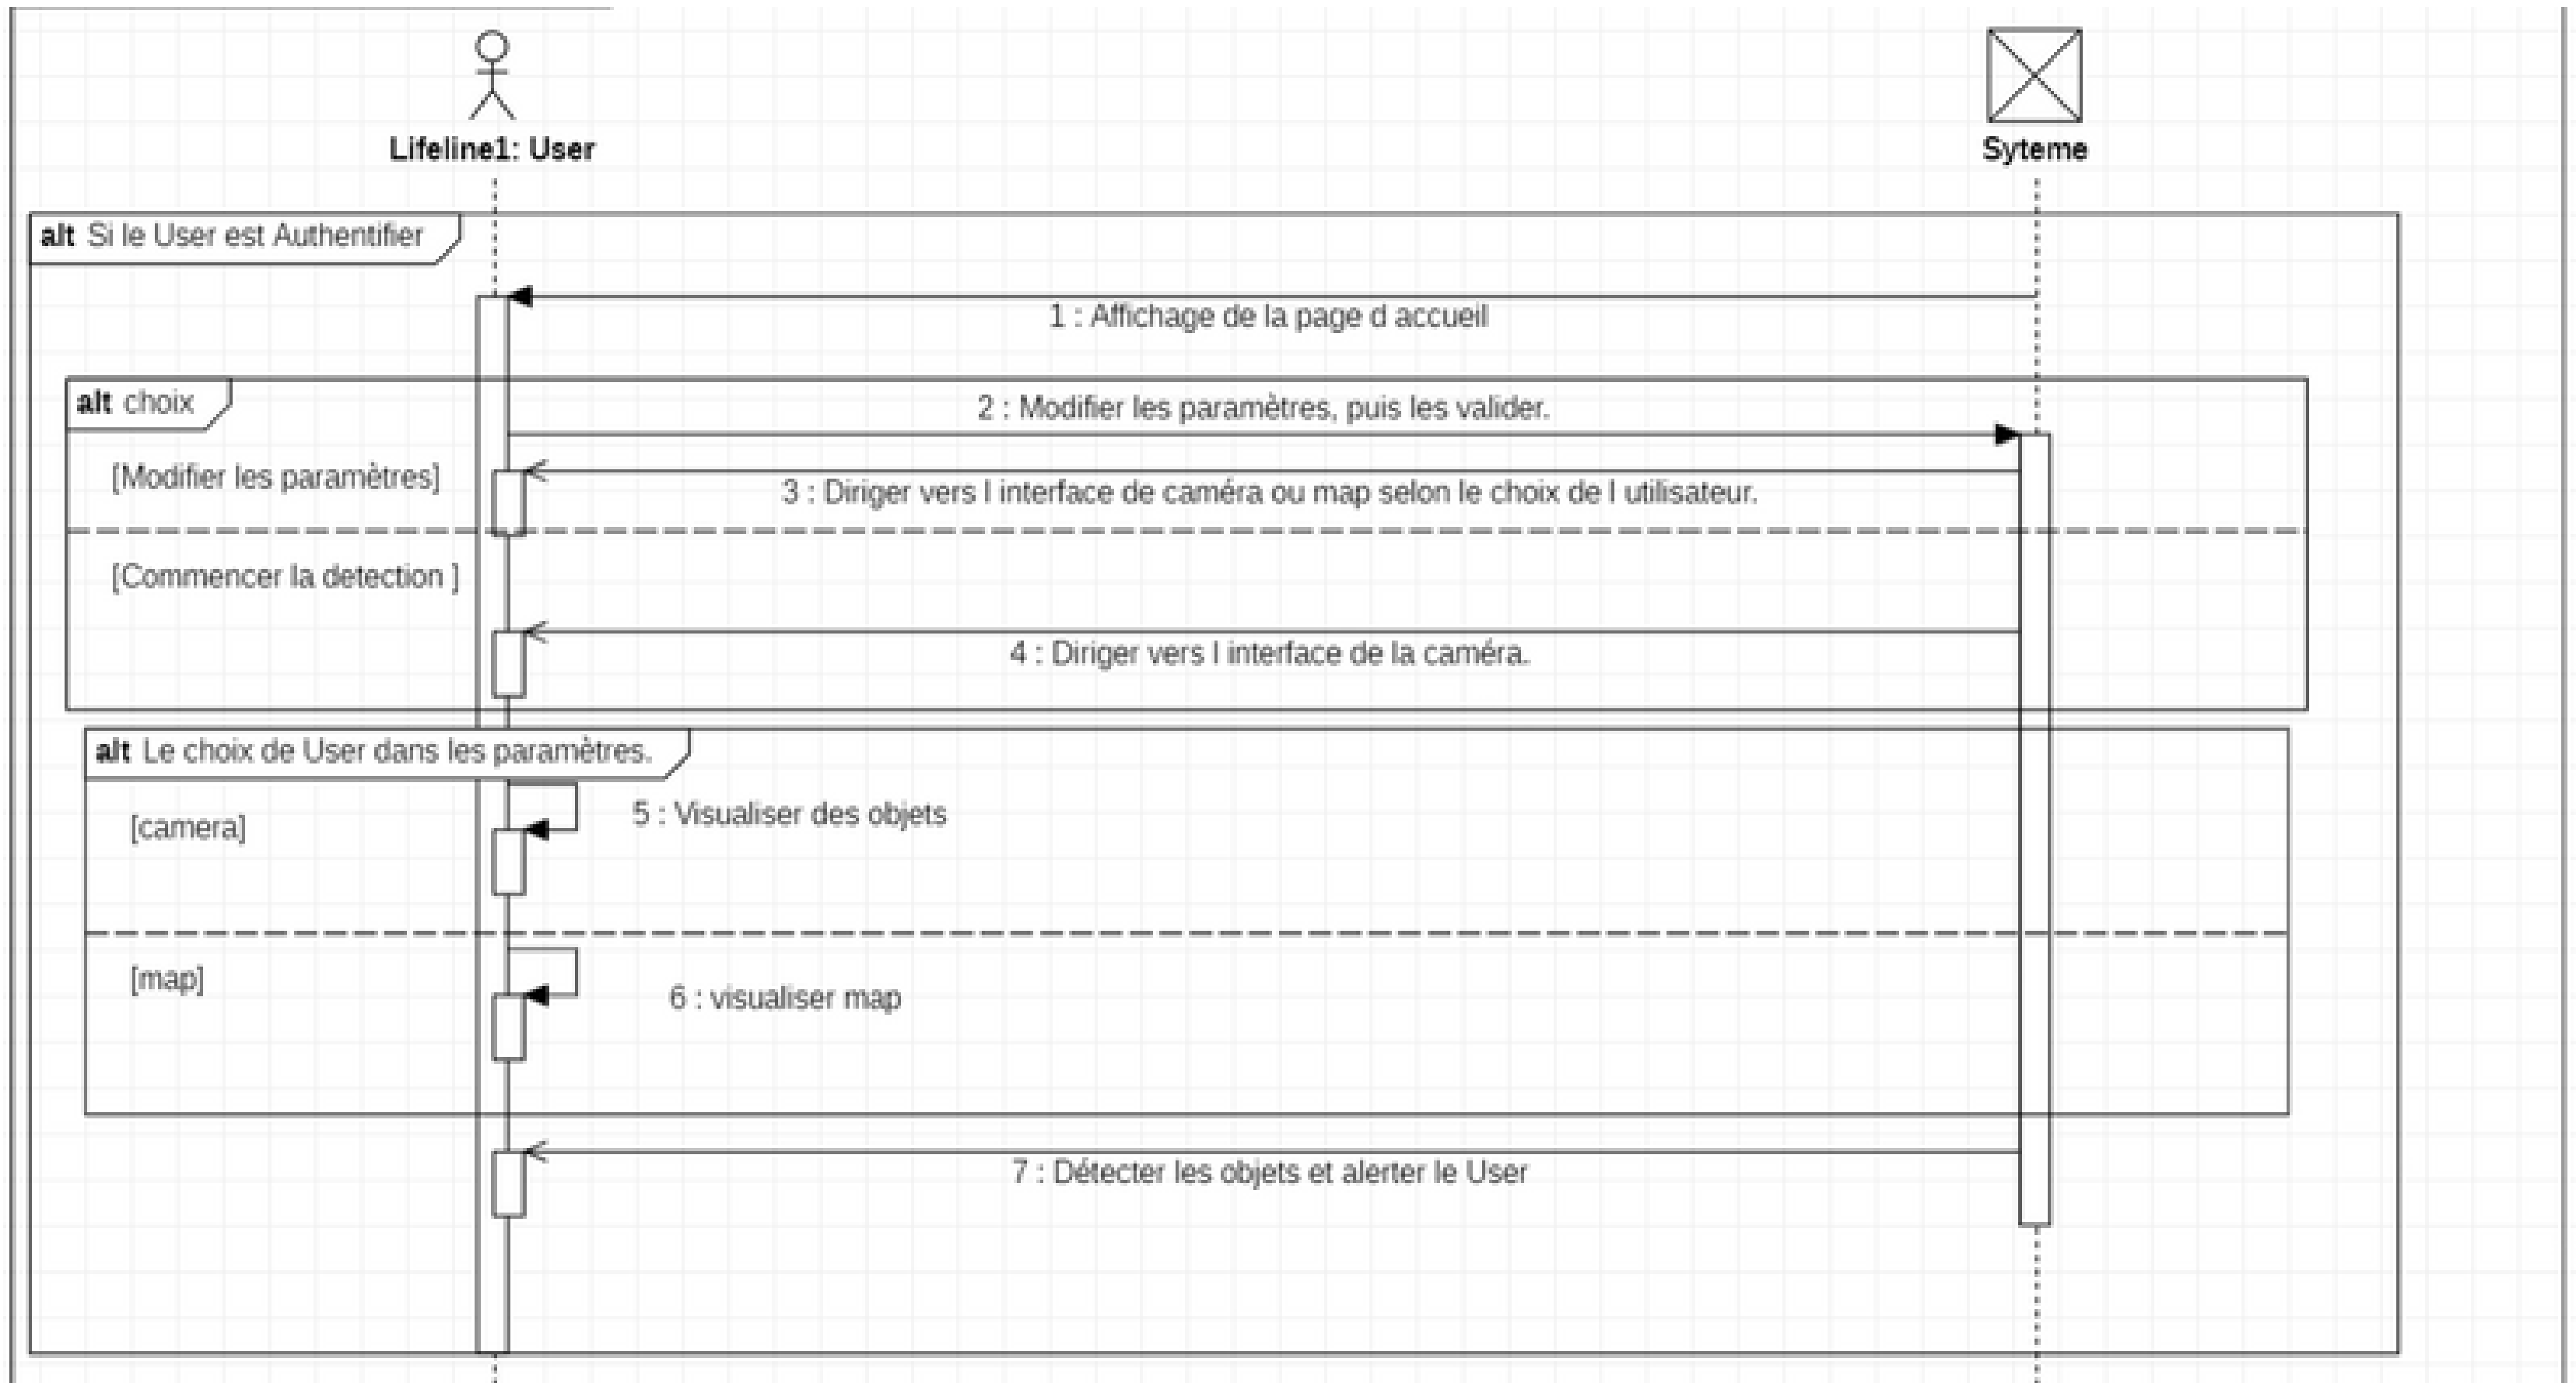 Lifeline1: User
Syteme
alt Si le User est Authentifier
1 : Affichage de la page d accueil
alt choix
2 : Modifier les paramètres, puis les valider.
[Modifier les paramètres]
3 : Diriger vers l interface de caméra ou map selon le choix de l utilisateur.
[Commencer la detection ]
4 : Diriger vers l interface de la caméra.
alt Le choix de User dans les paramètres.
5 : Visualiser des objets
[camera]
[map]
6 : visualiser map
7 : Détecter les objets et alerter le User